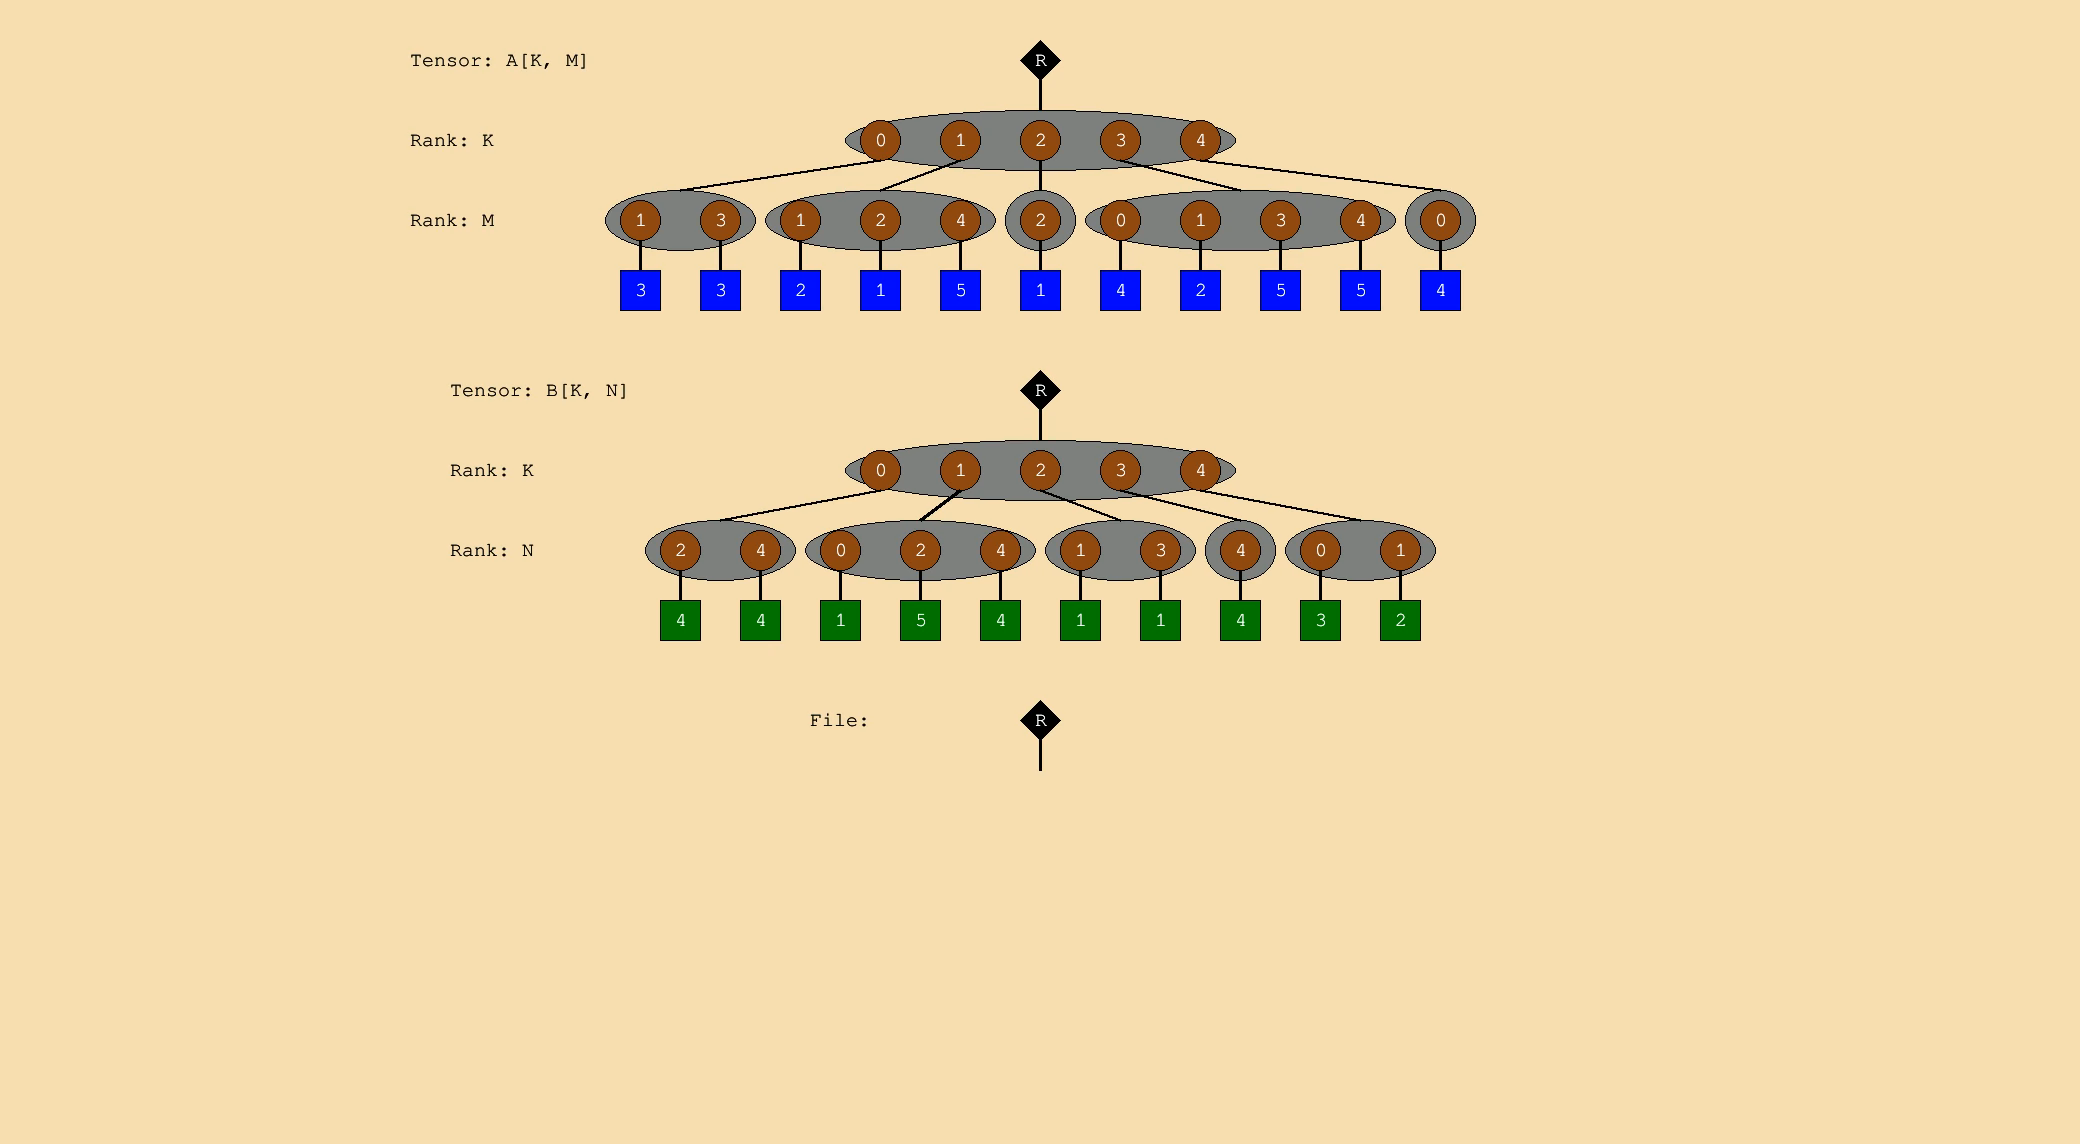 Tensor: A[K, M]
R
Rank: K
0 1 2 3 4
Rank: M
1 3 1 2 4 2 0 1 3 4 0
3 3 2 1 5 1 4 2 5 5 4
Tensor: B[K, N]
R
Rank: K
0 1 2 3 4
Rank: N
2 4 0 2 4 1 3 4 0 1
4 4 1 5 4 1 1 4 3 2
File:
R